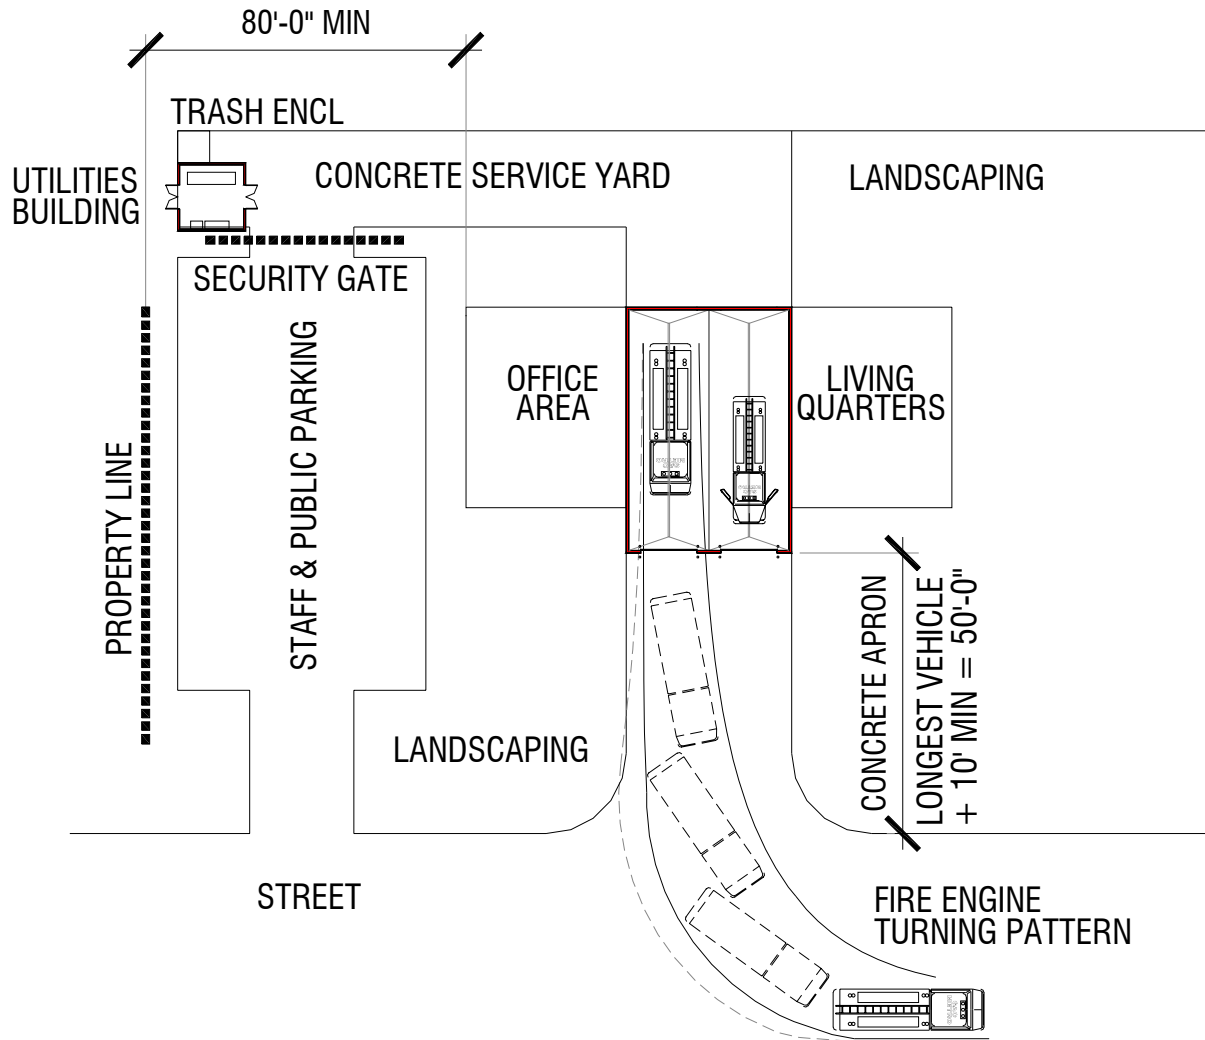 80'-0" MIN
TRASH ENCL
UTILITIES
BUILDING
CONCRETE SERVICE YARD
LANDSCAPING
SECURITY GATE
PROPERTY LINE
STAFF & PUBLIC PARKING
OFFICE
AREA
LIVING
QUARTERS
LANDSCAPING
CONCRETE APRON
LONGEST VEHICLE
+ 10' MIN = 50'-0"
STREET
FIRE ENGINE
TURNING PATTERN